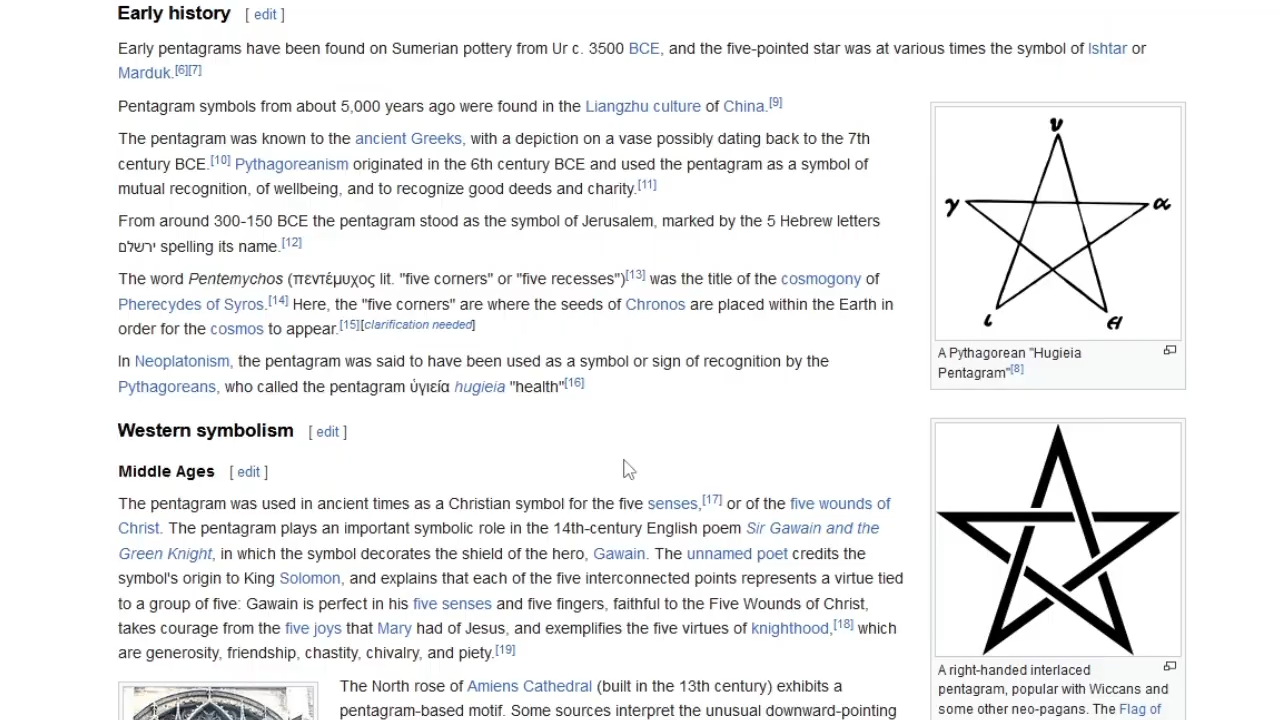 Early history [ edit ]
Early pentagrams have been found on Sumerian pottery from Ur c. 3500 BCE, and the five-pointed star was at various times the symbol of Ishtar or
Marduk.[6][7]
Pentagram symbols from about 5,000 years ago were found in the Liangzhu culture of China.[9]
The pentagram was known to the ancient Greeks, with a depiction on a vase possibly dating back to the 7th
century BCE.[10] Pythagoreanism originated in the 6th century BCE and used the pentagram as a symbol of
mutual recognition, of wellbeing, and to recognize good deeds and charity.[11]
From around 300-150 BCE the pentagram stood as the symbol of Jerusalem, marked by the 5 Hebrew letters
ירשלם spelling its name.[12]
The word Pentemychos (πεντέμυχος lit. "five corners" or "five recesses")[13] was the title of the cosmogony of
Pherecydes of Syros.[14] Here, the "five corners" are where the seeds of Chronos are placed within the Earth in
order for the cosmos to appear.[15][clarification needed]
In Neoplatonism, the pentagram was said to have been used as a symbol or sign of recognition by the
Pythagoreans, who called the pentagram ὑγιεία hugieia "health"[16]
υ
γ
α
ι
A Pythagorean "Hugieia
Pentagram"[8]
Western symbolism [ edit ]
Middle Ages [ edit ]
The pentagram was used in ancient times as a Christian symbol for the five senses,[17] or of the five wounds of
Christ. The pentagram plays an important symbolic role in the 14th-century English poem Sir Gawain and the
Green Knight, in which the symbol decorates the shield of the hero, Gawain. The unnamed poet credits the
symbol's origin to King Solomon, and explains that each of the five interconnected points represents a virtue tied
to a group of five: Gawain is perfect in his five senses and five fingers, faithful to the Five Wounds of Christ,
takes courage from the five joys that Mary had of Jesus, and exemplifies the five virtues of knighthood,[18] which
are generosity, friendship, chastity, chivalry, and piety.[19]
The North rose of Amiens Cathedral (built in the 13th century) exhibits a
pentagram-based motif. Some sources interpret the unusual downward-pointing
A right-handed interlaced
pentagram, popular with Wiccans and
some other neo-pagans. The Flag of